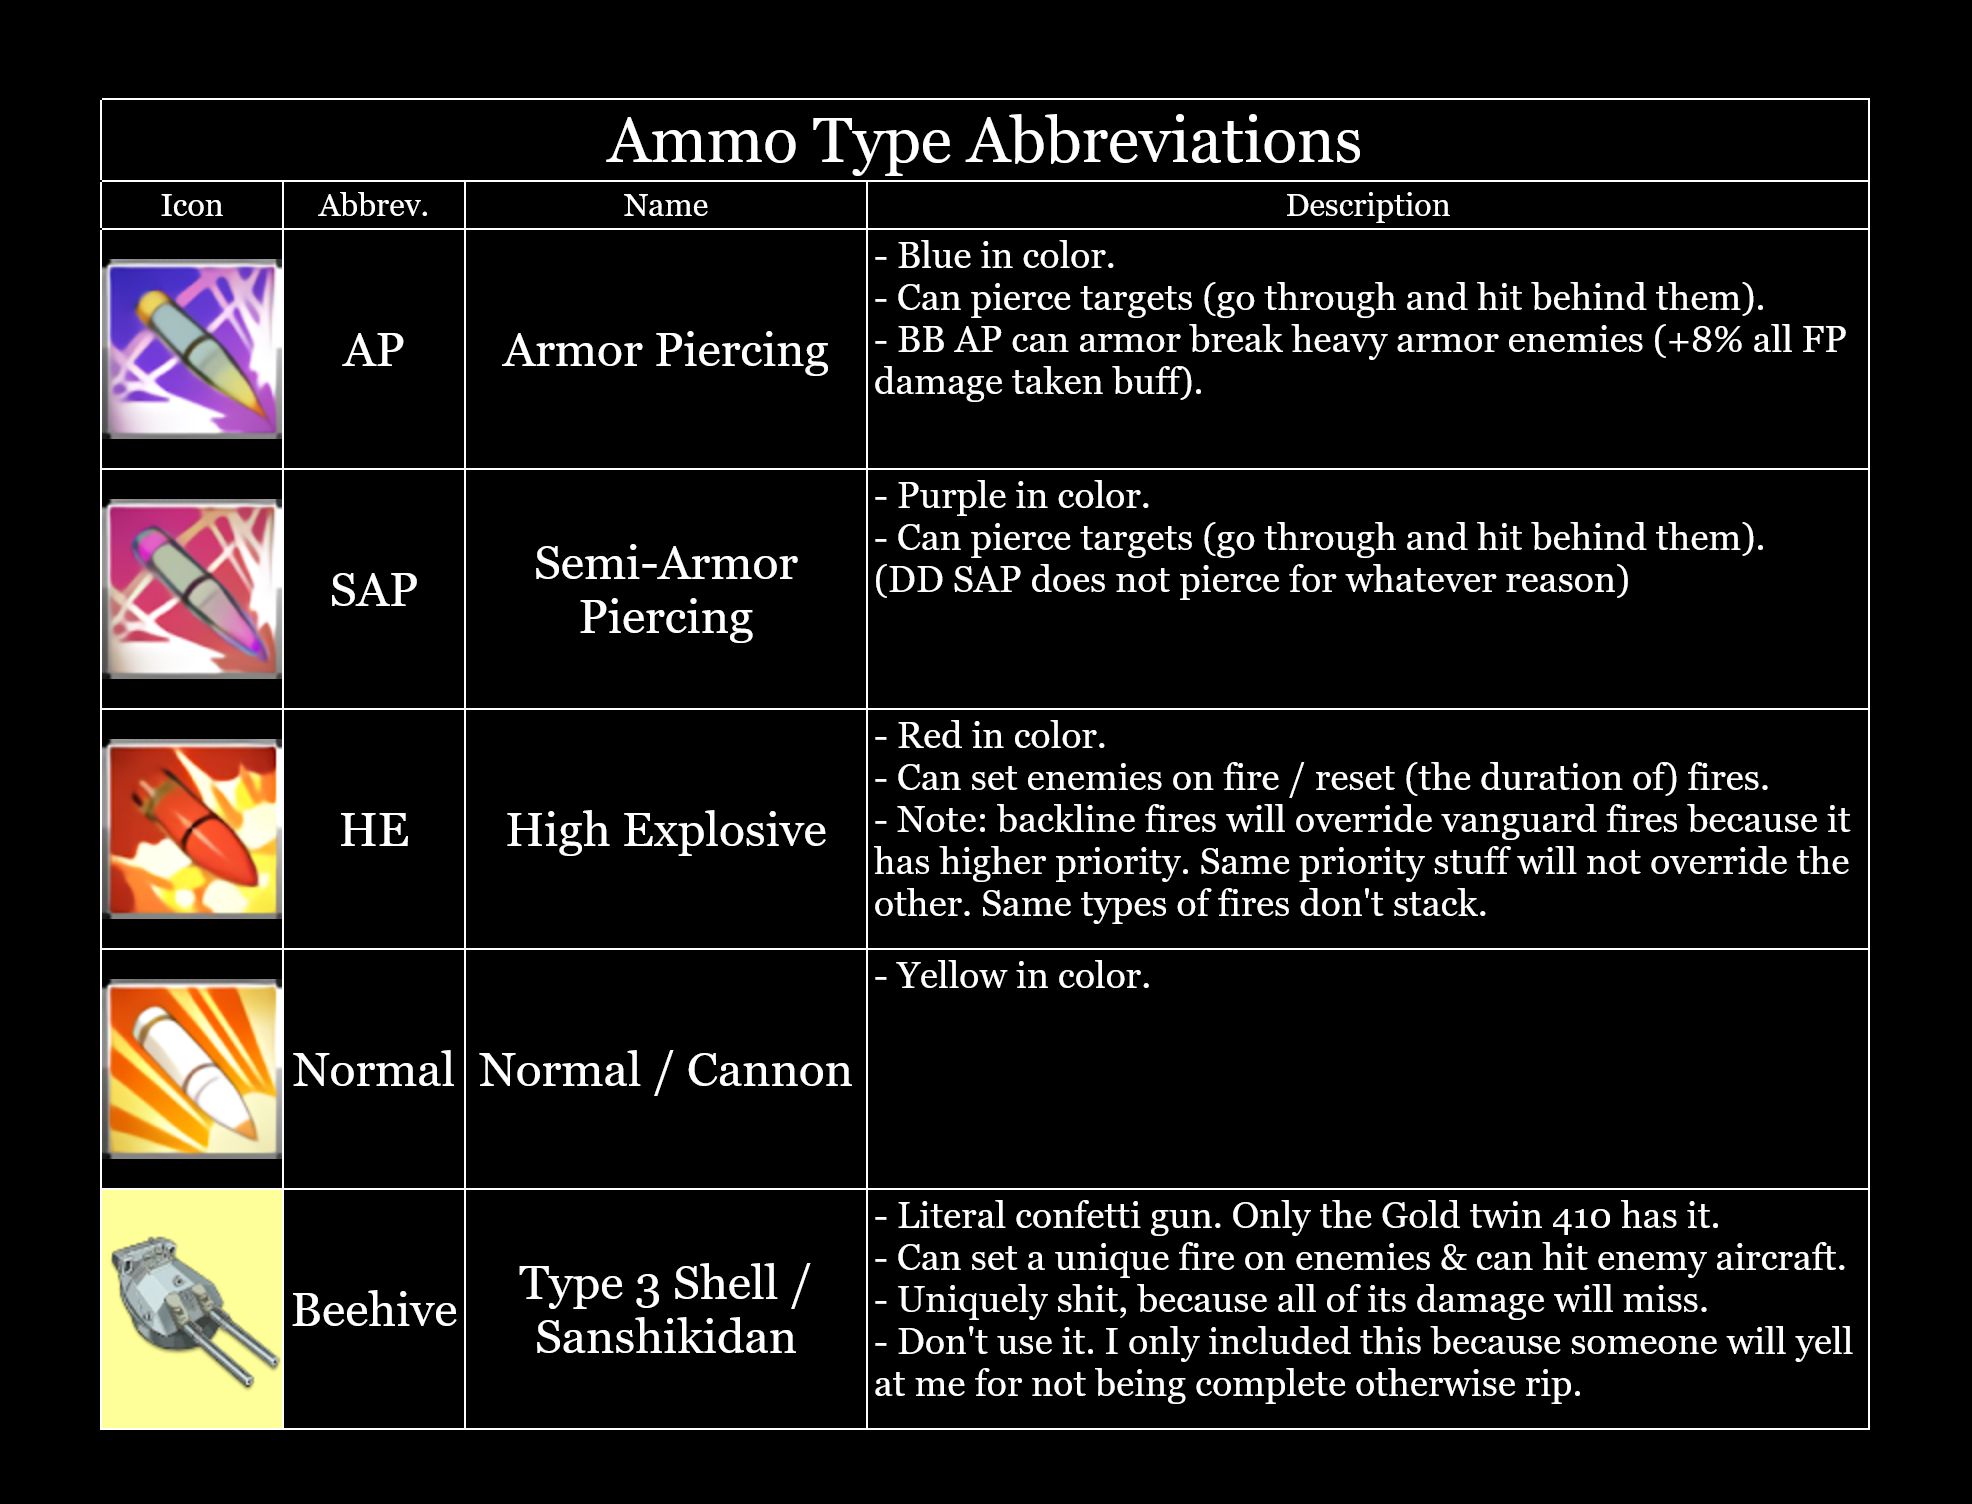 Ammo Type Abbreviations
Icon Abbrev. Name Description
AP
Armor Piercing
- Blue in color.
- Can pierce targets (go through and hit behind them).
- BB AP can armor break heavy armor enemies (+8% all FP
damage taken buff).
SAP
Semi-Armor
Piercing
- Purple in color.
- Can pierce targets (go through and hit behind them).
(DD SAP does not pierce for whatever reason)
HE
High Explosive
- Red in color.
- Can set enemies on fire / reset (the duration of) fires.
- Note: backline fires will override vanguard fires because it
has higher priority. Same priority stuff will not override the
other. Same types of fires don't stack.
Normal
Normal / Cannon
- Yellow in color.
Beehive
Type 3 Shell /
Sanshikidan
- Literal confetti gun. Only the Gold twin 410 has it.
- Can set a unique fire on enemies & can hit enemy aircraft.
- Uniquely shit, because all of its damage will miss.
- Don't use it. I only included this because someone will yell
at me for not being complete otherwise rip.